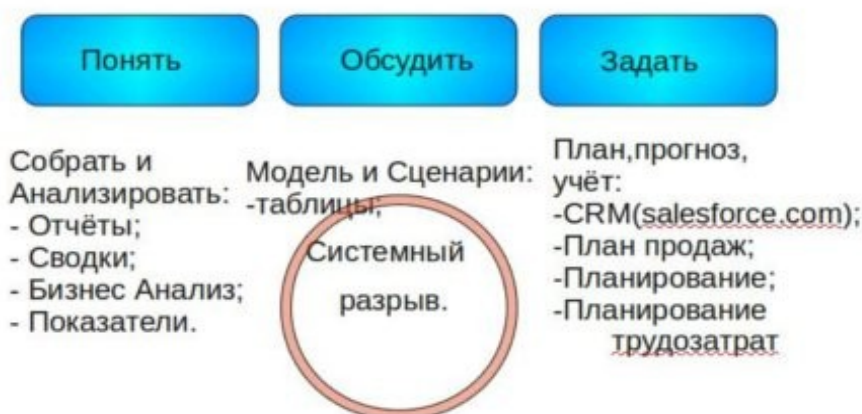 Понять
Обсудить
Задать
Собрать и
Анализировать:
- Отчёты;
- Сводки;
- Бизнес Анализ;
- Показатели.
Модель и Сценарии:
-таблицы;
Системный
разрыв.
План,прогноз,
учёт:
-CRM(salesforce.com);
-План продаж;
-Планирование;
-Планирование
трудозатрат